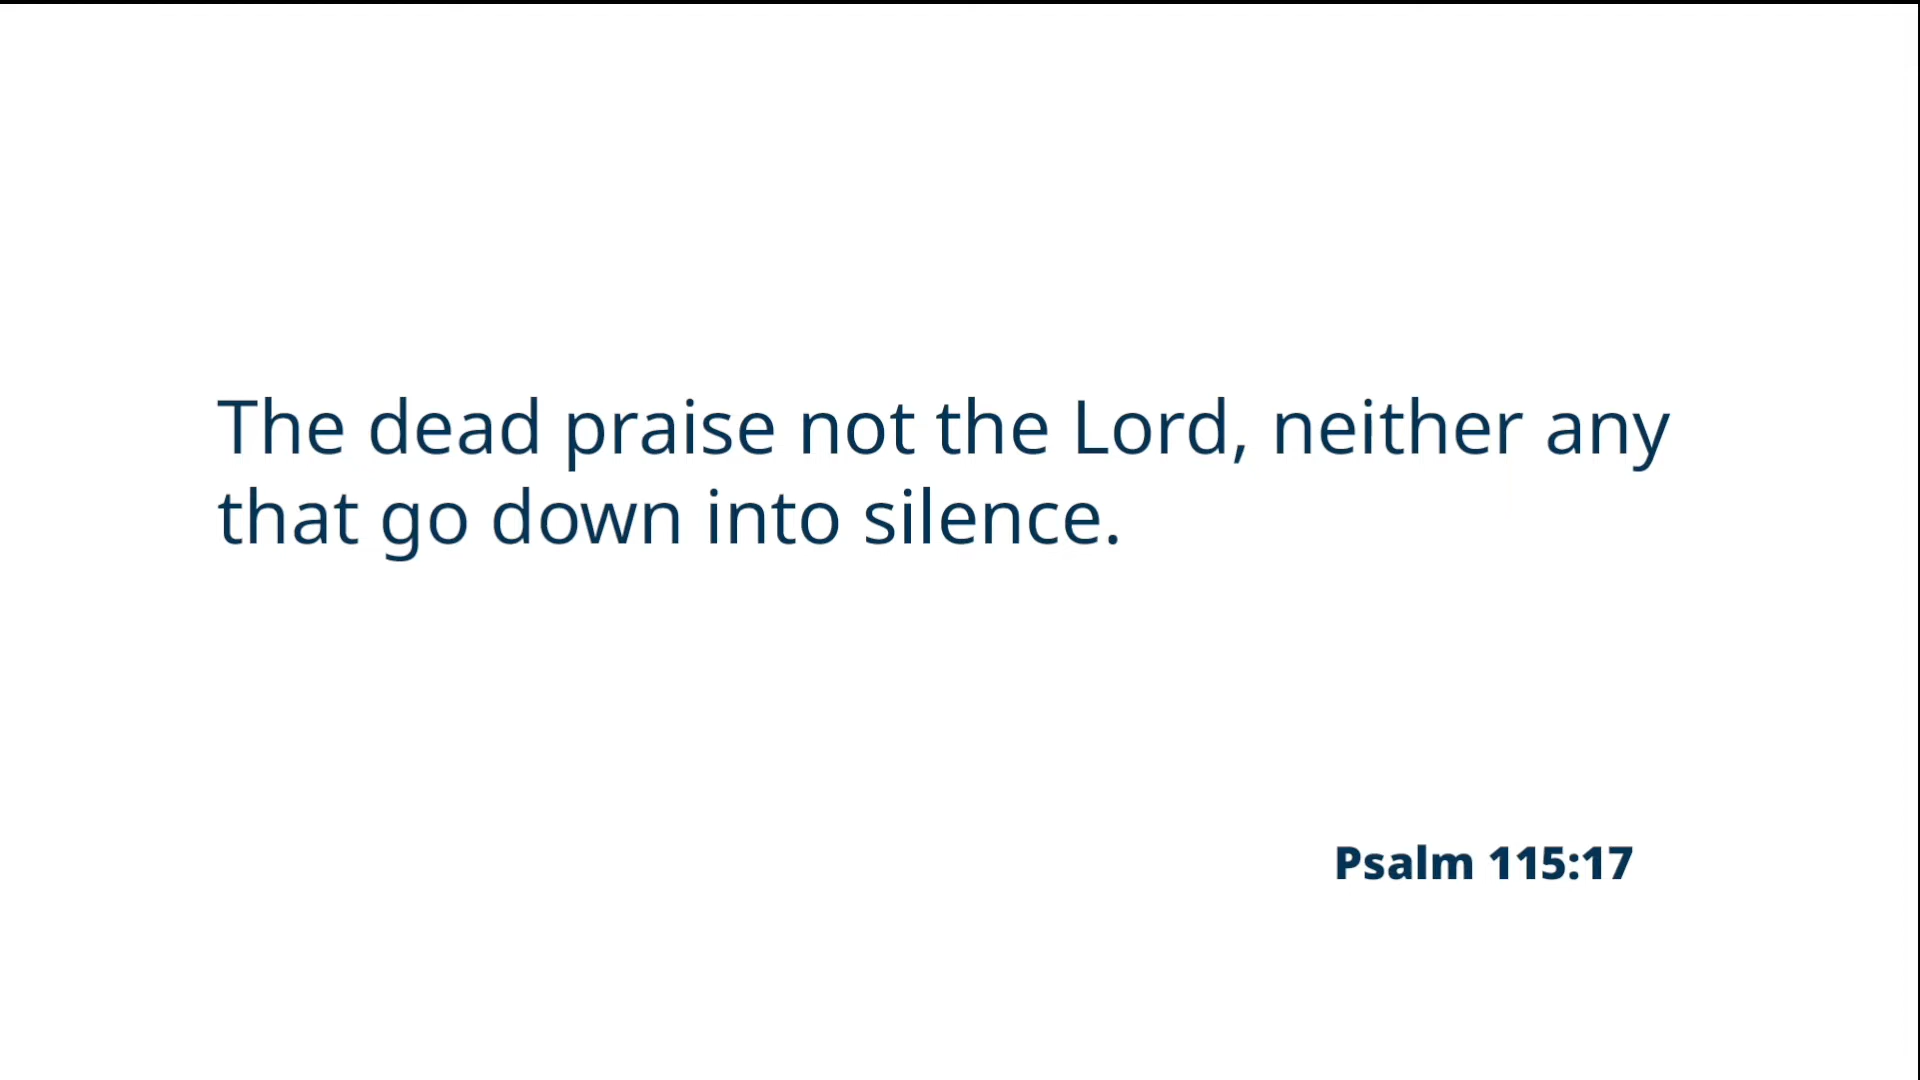 The dead praise not the Lord, neither any
that go down into silence.
Psalm 115:17